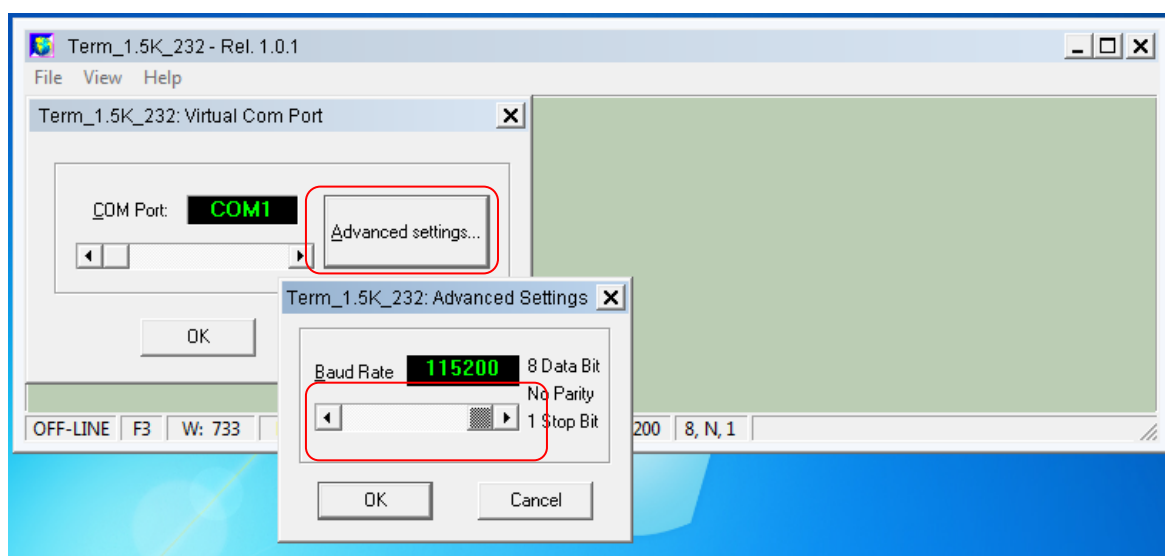 Term_1.5K_232 - Rel. 1.0.1
File View Help
Term_1.5K_232: Virtual Com Port
COM Port: COM1
Advanced settings...
OK
Term_1.5K_232: Advanced Settings
Baud Rate 115200
8 Data Bit
No Parity
1 Stop Bit
OK Cancel
OFF-LINE F3 W: 733 200 8, N, 1